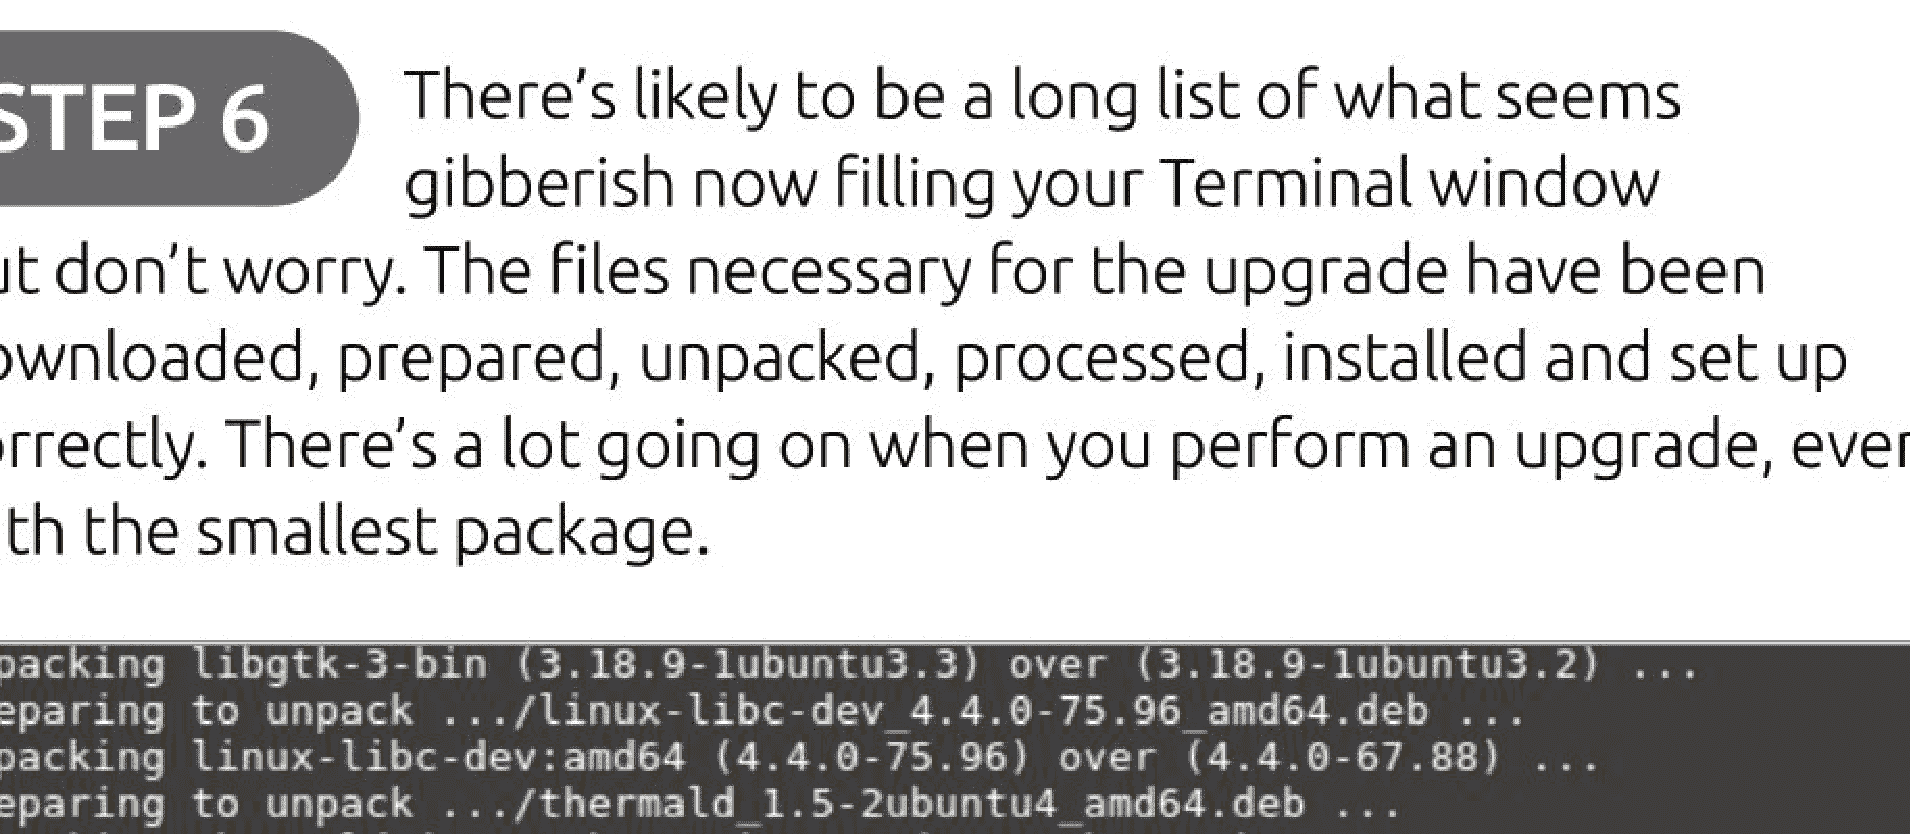 STEP 6
There’s likely to be a long list of what seems
gibberish now filling your Terminal window
ut don’t worry. The files necessary for the upgrade have been
ownloaded, prepared, unpacked, processed, installed and set up
orrectly. There’s a lot going on when you perform an upgrade, even
th the smallest package.
packing libgtk-3-bin (3.18.9-1ubuntu3.3) over (3.18.9-1ubuntu3.2) ...
eparing to unpack .../linux-libc-dev_4.4.0-75.96_amd64.deb ...
packing linux-libc-dev:amd64 (4.4.0-75.96) over (4.4.0-67.88) ...
eparing to unpack .../thermald_1.5-2ubuntu4_amd64.deb ...